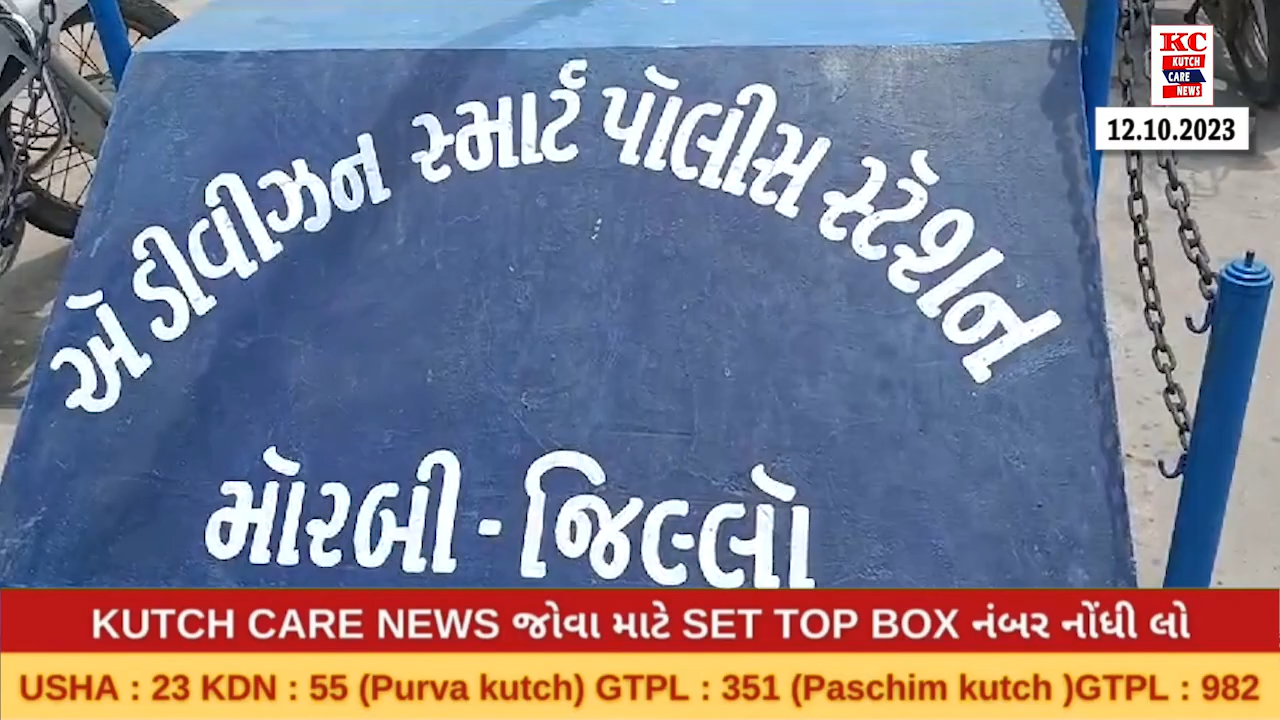 KC
KUTCH
CARE
NEWS
12.10.2023
એ ડીવીઝન સ્માર્ટ પોલીસ સ્ટેશન
મોરબી - જિલ્લો
KUTCH CARE NEWS જોવા માટે SET TOP BOX નંબર નોંધી લો
USHA : 23 KDN : 55 (Purva kutch) GTPL : 351 (Paschim kutch )GTPL : 982